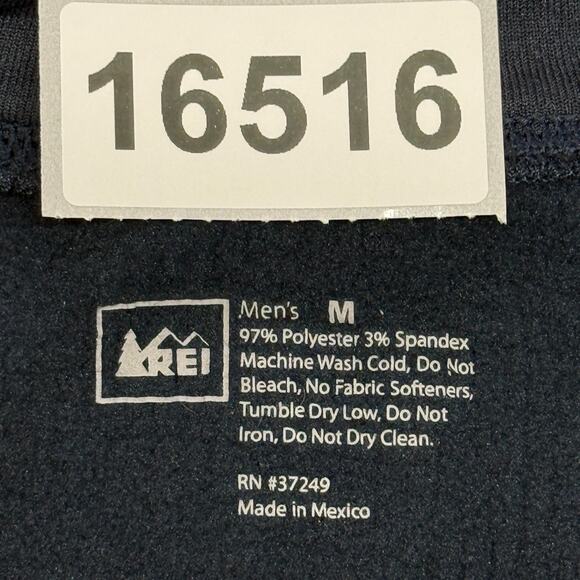 16516
REI
Men's M
97% Polyester 3% Spandex
Machine Wash Cold, Do Not
Bleach, No Fabric Softeners,
Tumble Dry Low, Do Not
Iron, Do Not Dry Clean.
RN #37249
Made in Mexico